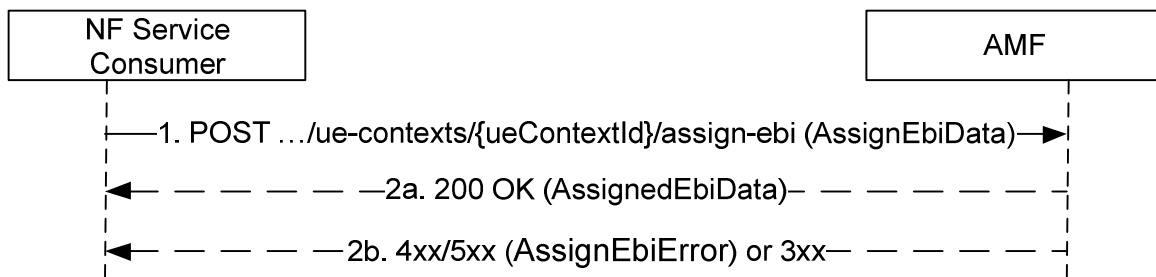 NF Service
Consumer
AMF
1. POST …/ue-contexts/{ueContextId}/assign-ebi (AssignEbiData)
2a. 200 OK (AssignedEbiData)
2b. 4xx/5xx (AssignEbiError) or 3xx